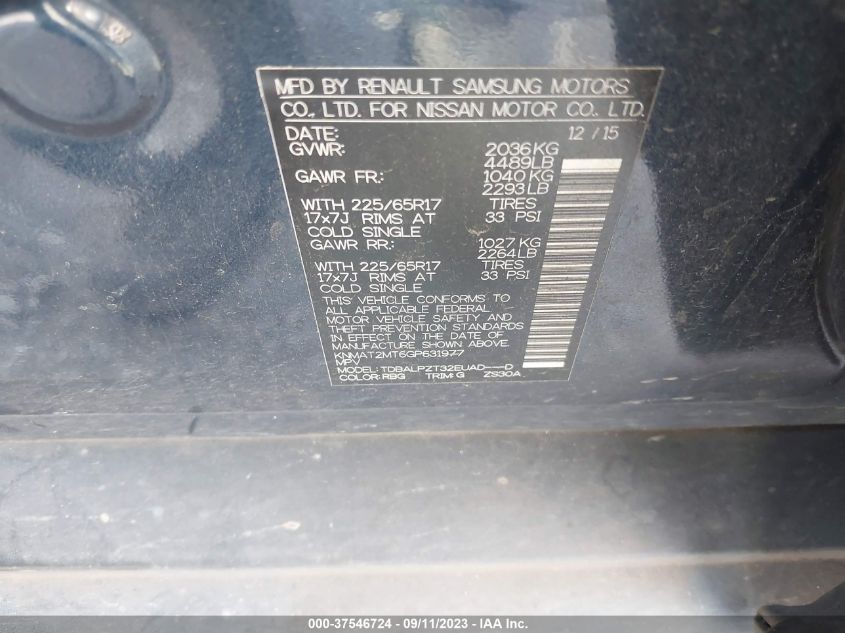 MFD BY RENAULT SAMSUNG MOTORS
CO., LTD. FOR NISSAN MOTOR CO., LTD.
DATE: 12 / 15
GVWR: 2036 KG
4489 LB
GAWR FR: 1040 KG
2293 LB
WITH 225/65R17 TIRES
17x7J RIMS AT 33 PSI
COLD SINGLE
GAWR RR: 1027 KG
2264 LB
WITH 225/65R17 TIRES
17x7J RIMS AT 33 PSI
COLD SINGLE
THIS VEHICLE CONFORMS TO
ALL APPLICABLE FEDERAL
MOTOR VEHICLE SAFETY AND
THEFT PREVENTION STANDARDS
IN EFFECT ON THE DATE OF
MANUFACTURE SHOWN ABOVE.
KNMAT2MT6GP631977
MPV
MODEL: TDBALPZT32EUAD---D
COLOR: RBG TRIM: G ZS30A
000-37546724 - 09/11/2023 - IAA Inc.